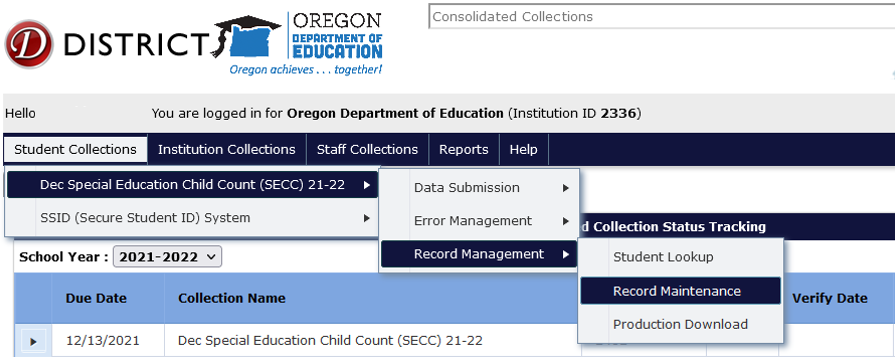 Consolidated Collections
D DISTRICT
OREGON
DEPARTMENT OF
EDUCATION
Oregon achieves . . . together!
Hello You are logged in for Oregon Department of Education (Institution ID 2336)
Student Collections Institution Collections Staff Collections Reports Help
Dec Special Education Child Count (SECC) 21-22 Data Submission
SSID (Secure Student ID) System Error Management
d Collection Status Tracking
School Year : 2021-2022 Record Management Student Lookup
Due Date Collection Name Record Maintenance Verify Date
12/13/2021 Dec Special Education Child Count (SECC) 21-22 Production Download